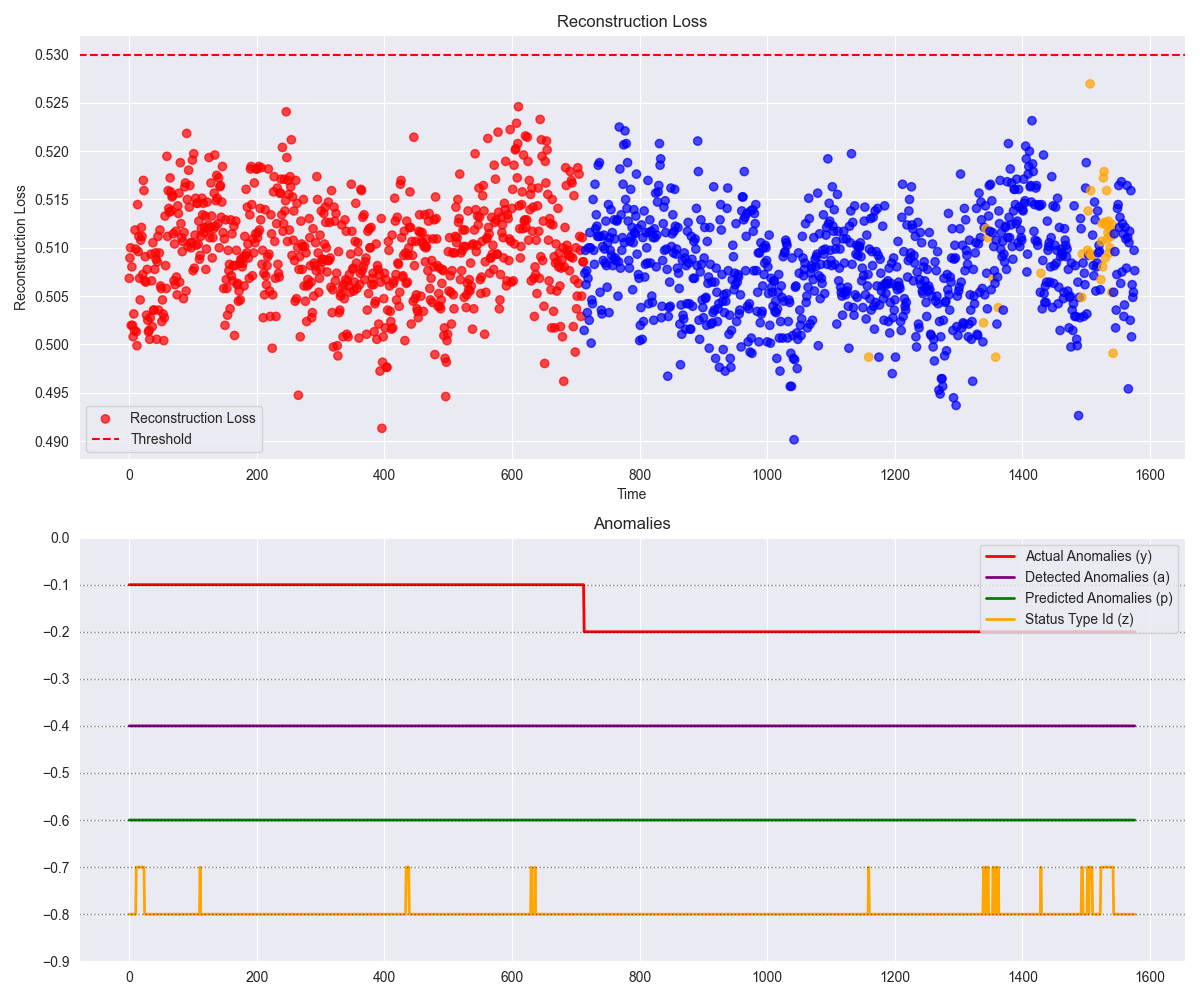 Reconstruction Loss
Reconstruction Loss
0.530
0.525
0.520
0.515
0.510
0.505
0.500
0.495
0.490
Reconstruction Loss
Threshold
0 200 400 600 800 1000 1200 1400 1600
Time
Anomalies
0.0
−0.1
−0.2
−0.3
−0.4
−0.5
−0.6
−0.7
−0.8
−0.9
Actual Anomalies (y)
Detected Anomalies (a)
Predicted Anomalies (p)
Status Type Id (z)
0 200 400 600 800 1000 1200 1400 1600